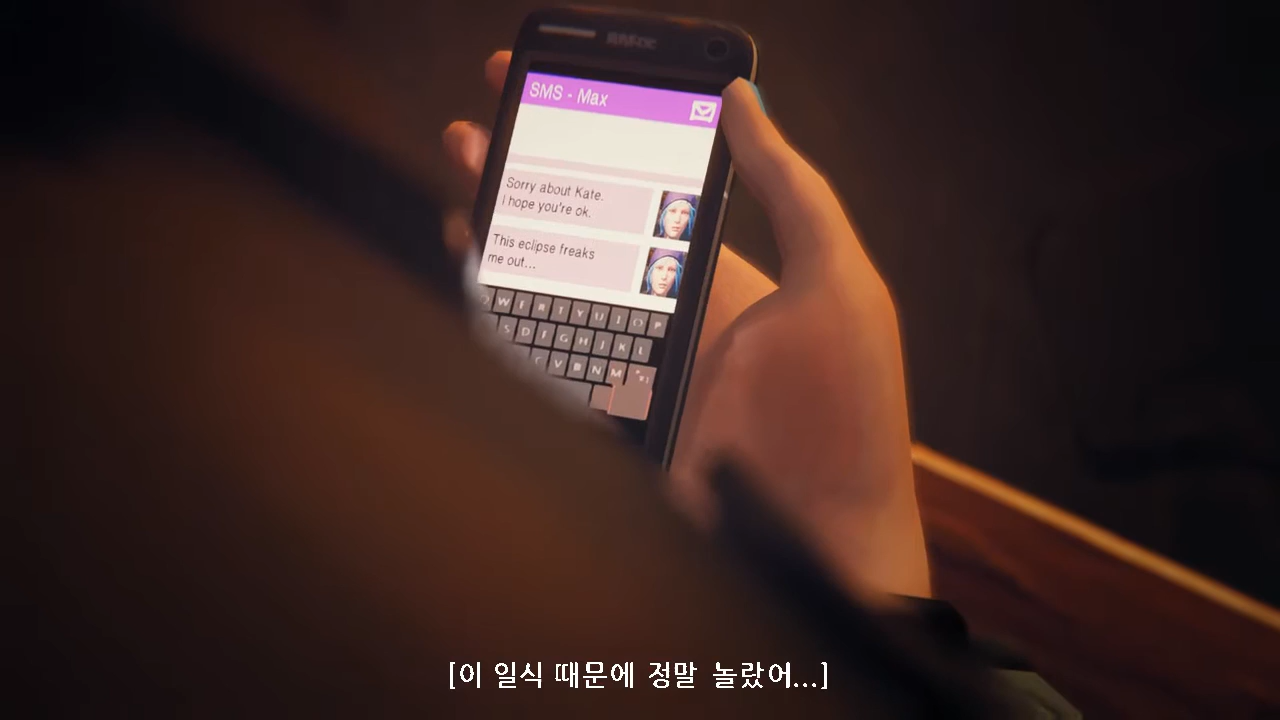 SMS - Max
Sorry about Kate.
I hope you're ok.
This eclipse freaks
me out...
W E R T Y U I O P
S D F G H J K L
C V B N M
[이 일식 때문에 정말 놀랐어...]